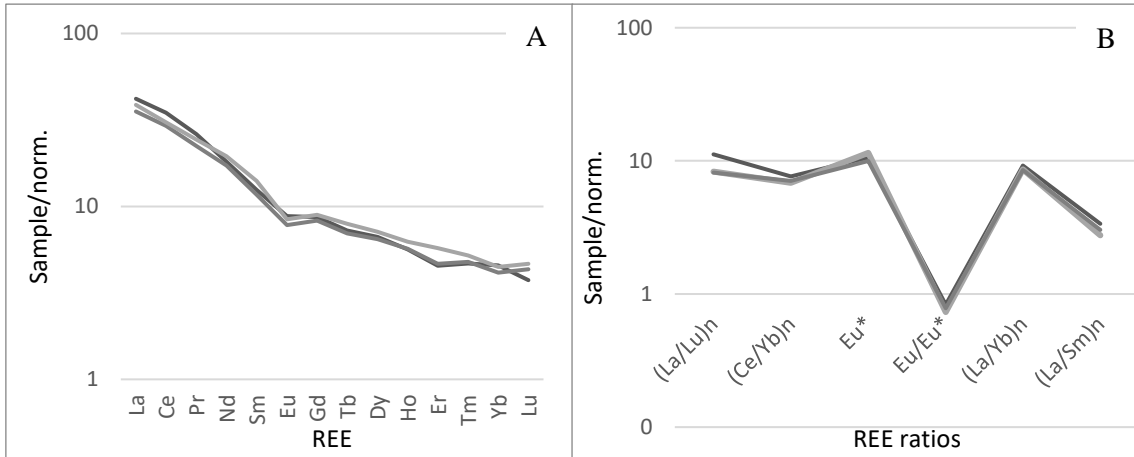 A
Sample/norm.
100
10
1
La
Ce
Pr
Nd
Sm
Eu
Gd
Tb
Dy
Ho
Er
Tm
Yb
Lu
REE
B
Sample/norm.
100
10
1
0
(La/Lu)n
(Ce/Yb)n
Eu*
Eu/Eu*
(La/Yb)n
(La/Sm)n
REE ratios